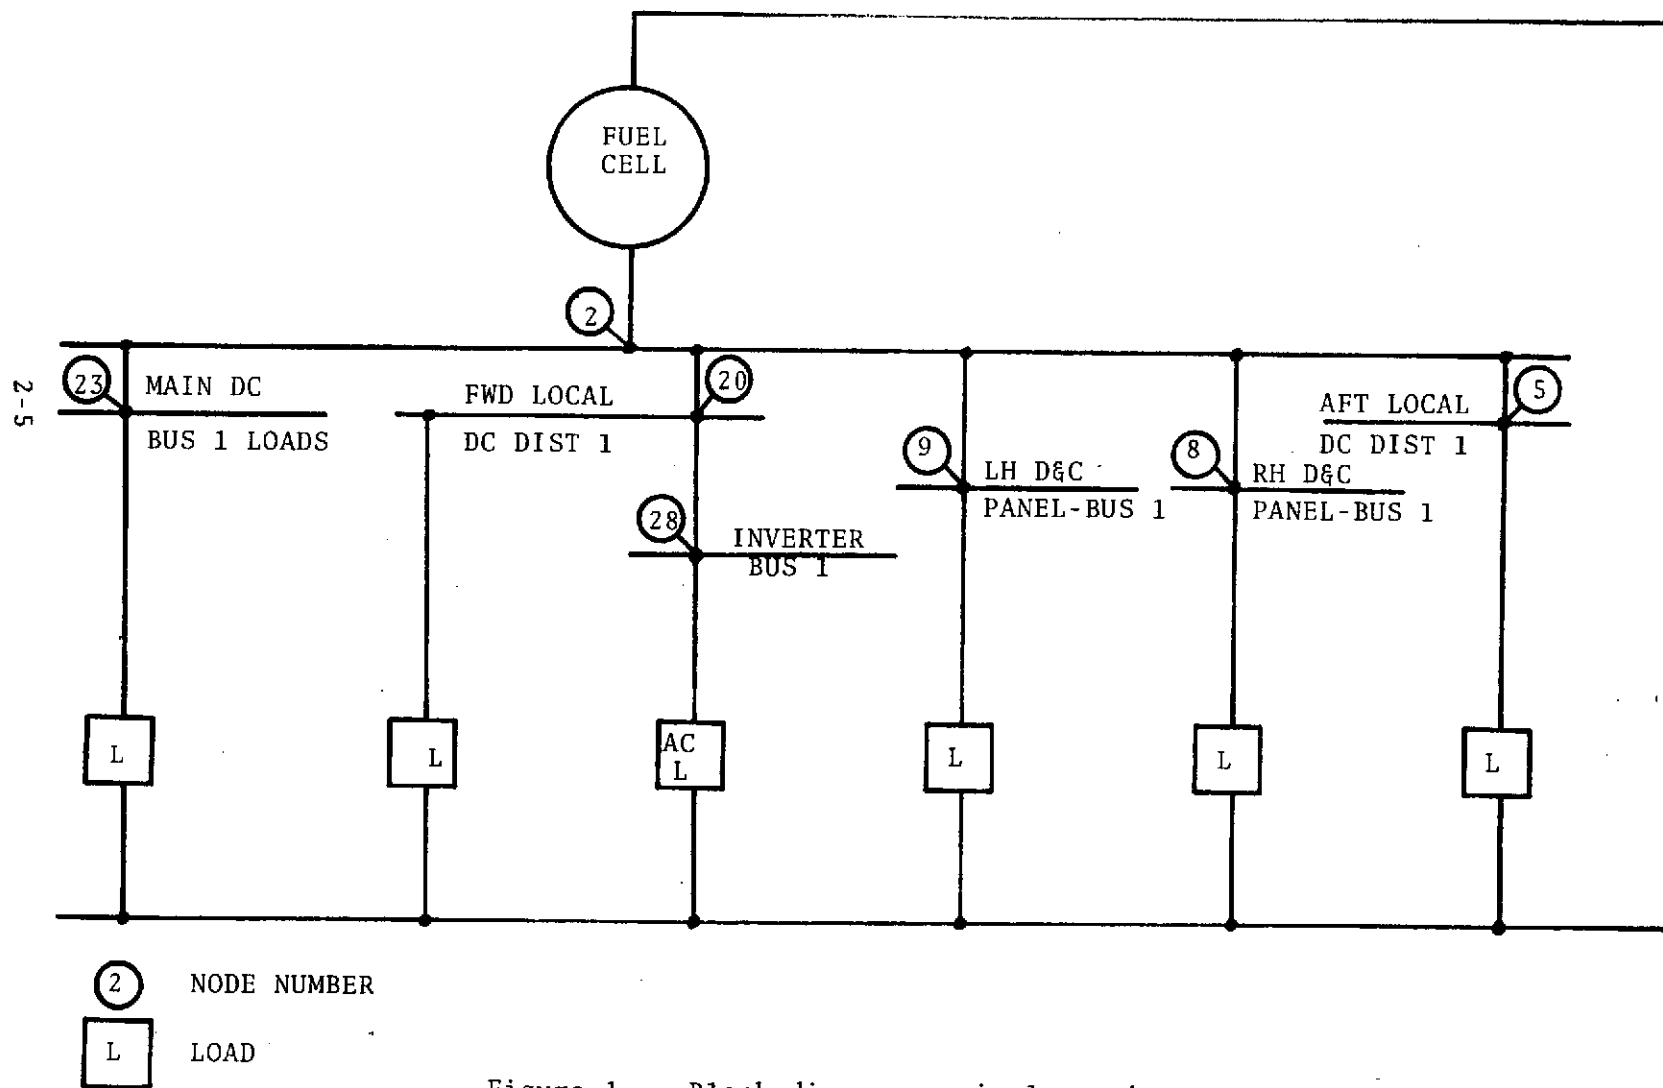 FUEL
CELL
2
23
MAIN DC
BUS 1 LOADS
FWD LOCAL
DC DIST 1
20
AFT LOCAL
DC DIST 1
5
9
LH D&C
PANEL-BUS 1
8
RH D&C
PANEL-BUS 1
28
INVERTER
BUS 1
2-5
L
L
AC
L
L
L
L
2 NODE NUMBER
L LOAD